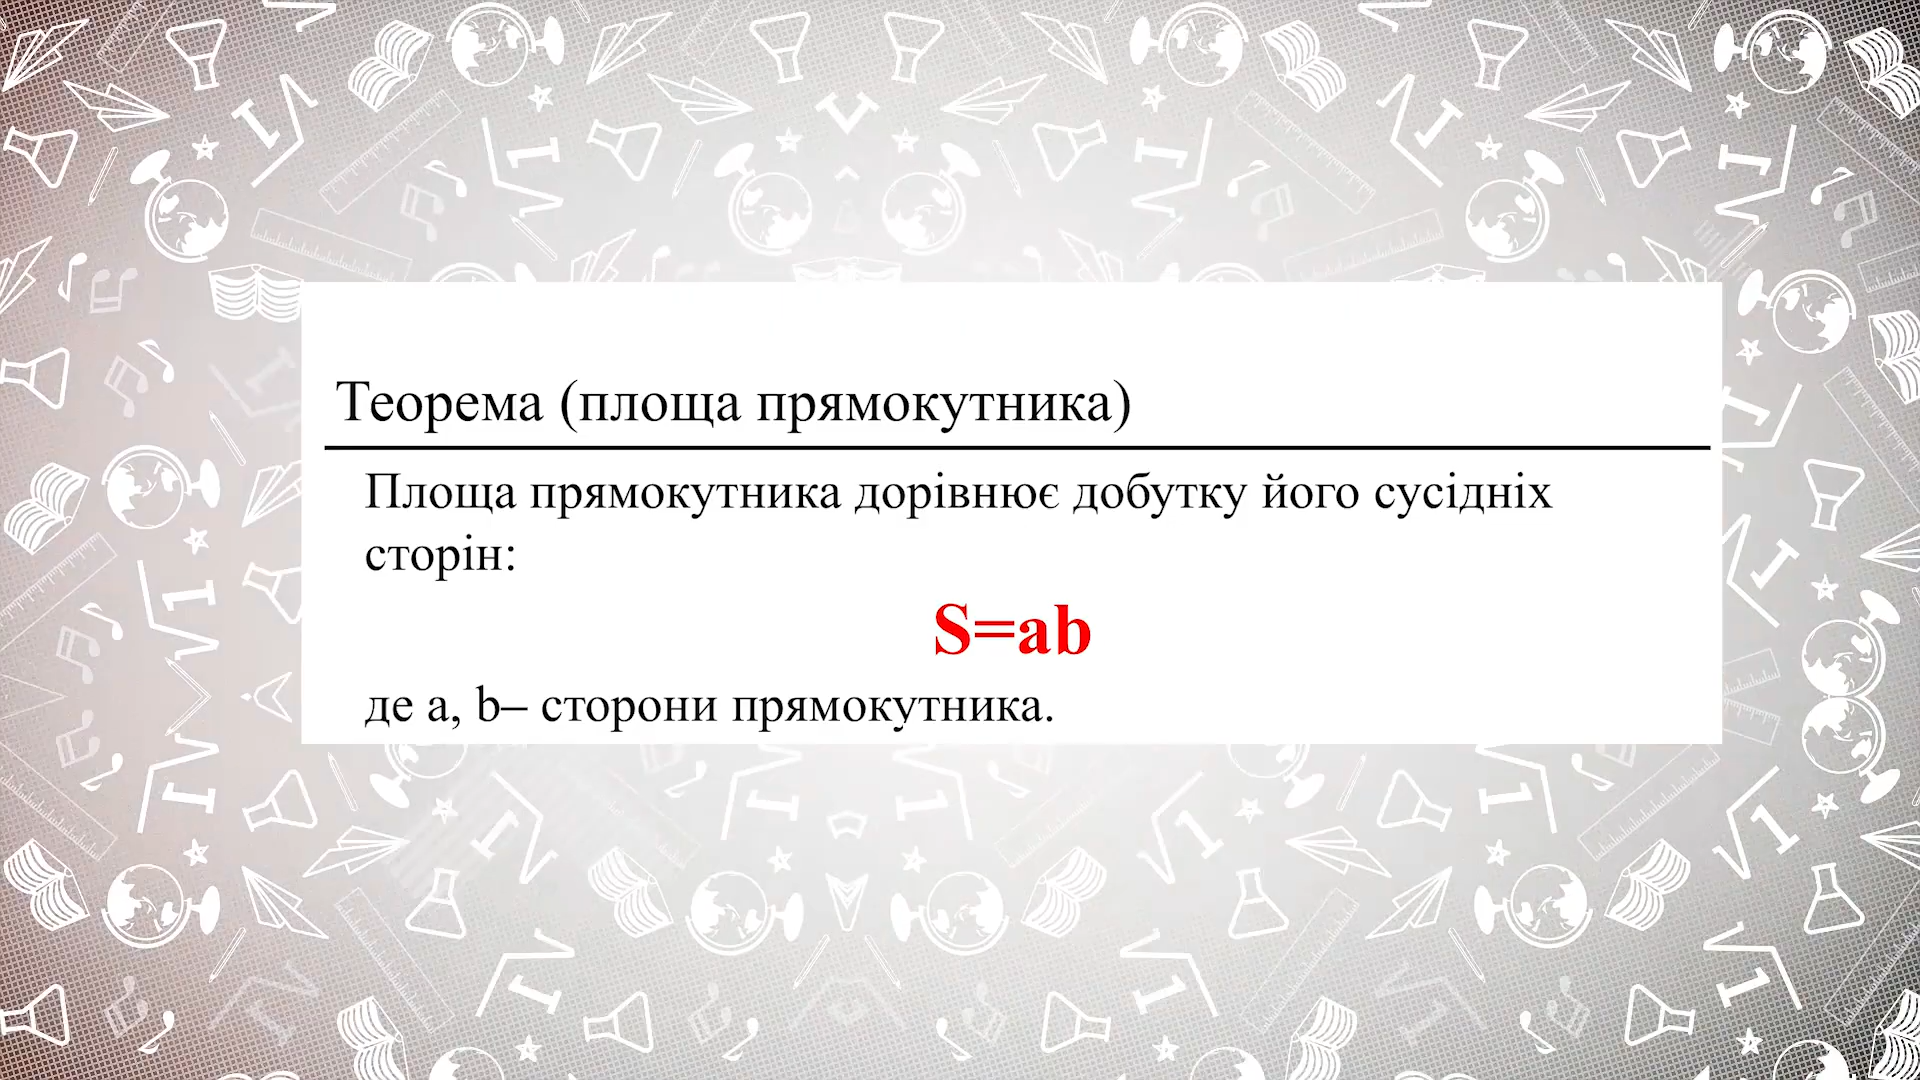 Теорема (площа прямокутника)
Площа прямокутника дорівнює добутку його сусідніх
сторін:
S=ab
де a, b– сторони прямокутника.